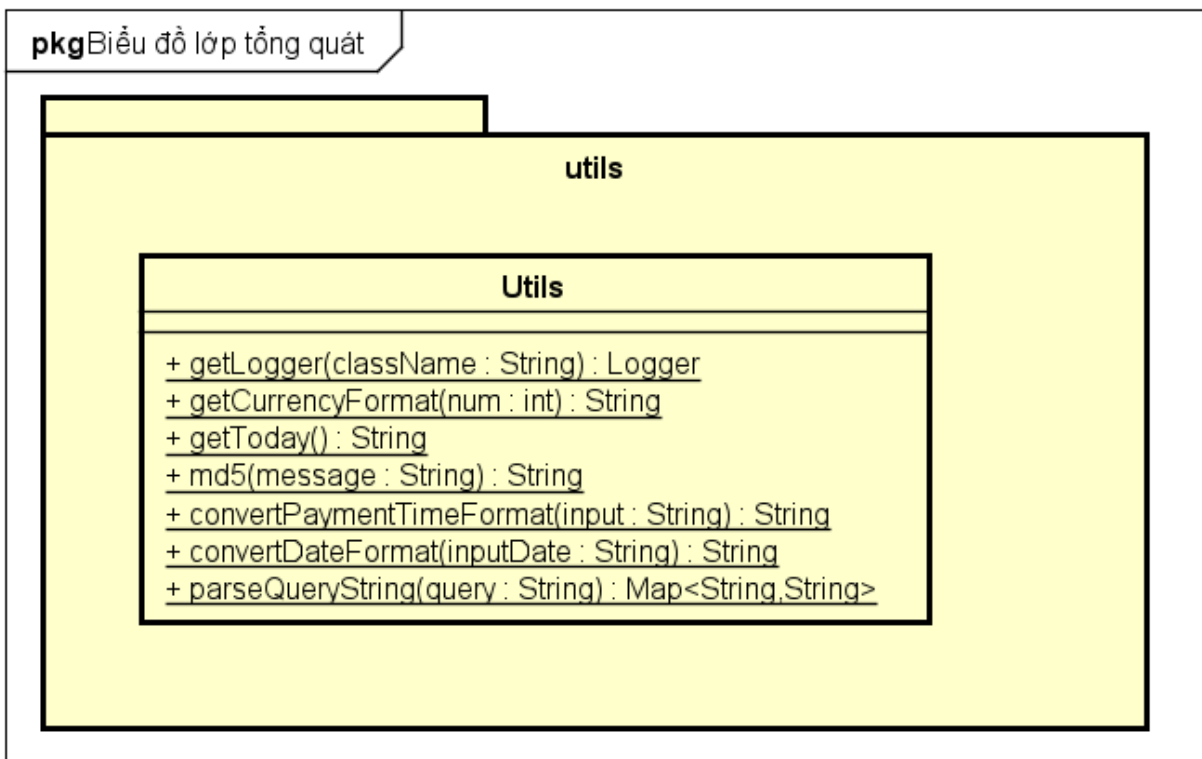 pkgBiểu đồ lớp tổng quát
utils
Utils
+ getLogger(className : String) : Logger
+ getCurrencyFormat(num : int) : String
+ getToday() : String
+ md5(message : String) : String
+ convertPaymentTimeFormat(input : String) : String
+ convertDateFormat(inputDate : String) : String
+ parseQueryString(query : String) : Map<String,String>